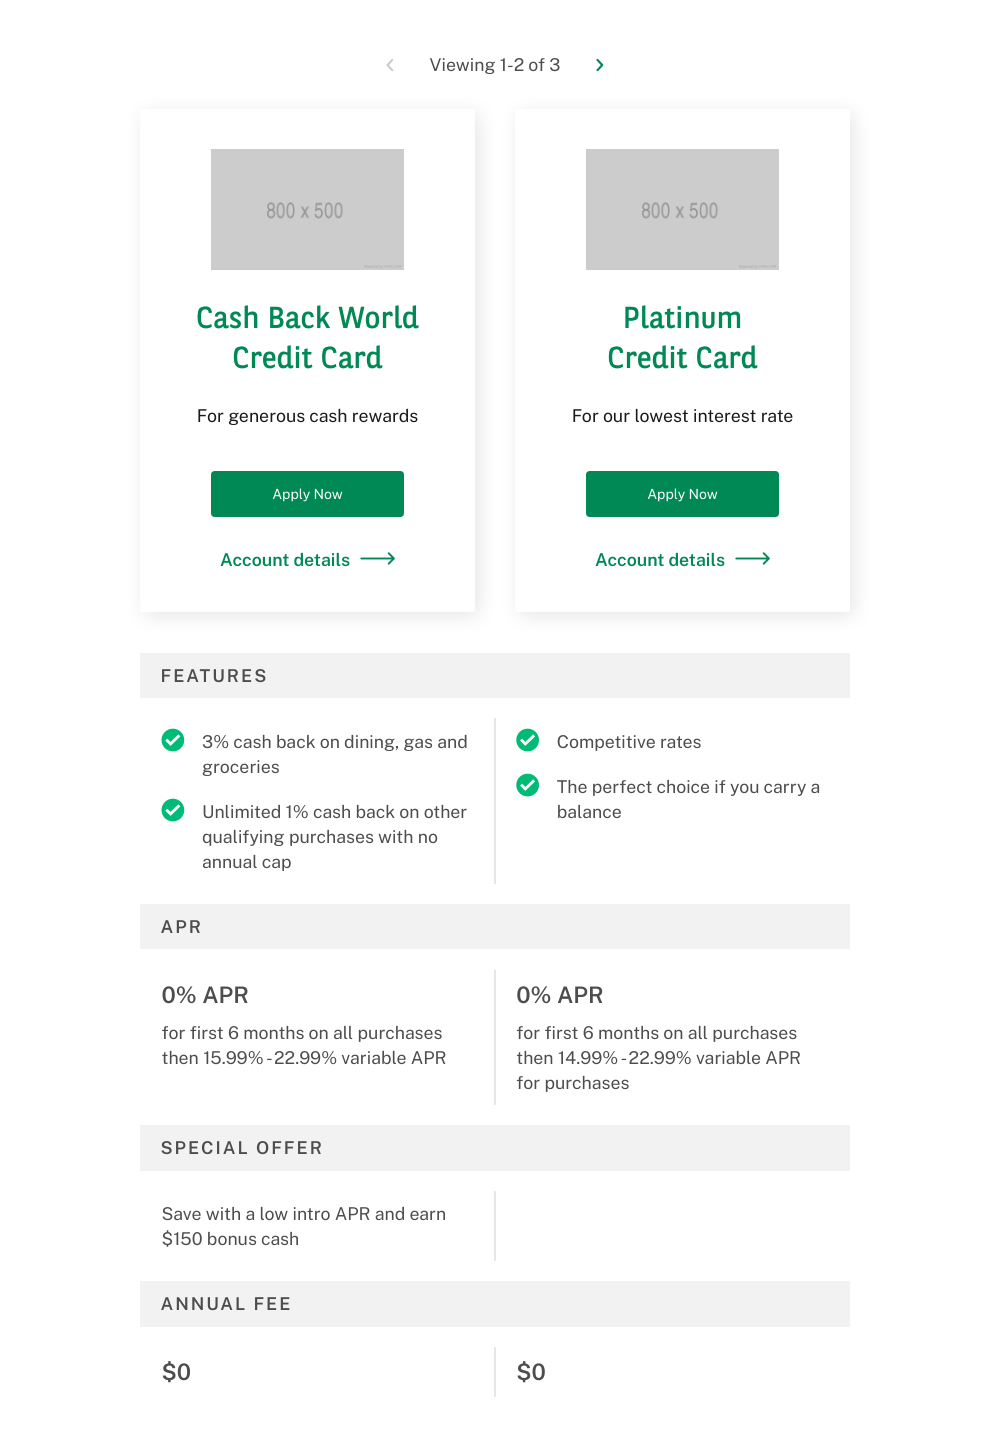 Viewing 1-2 of 3
800 x 500
800 x 500
Cash Back World
Credit Card
Platinum
Credit Card
For generous cash rewards
For our lowest interest rate
Apply Now
Apply Now
Account details
Account details
FEATURES
3% cash back on dining, gas and
groceries
Unlimited 1% cash back on other
qualifying purchases with no
annual cap
Competitive rates
The perfect choice if you carry a
balance
APR
0% APR
for first 6 months on all purchases
then 15.99% - 22.99% variable APR
0% APR
for first 6 months on all purchases
then 14.99% - 22.99% variable APR
for purchases
SPECIAL OFFER
Save with a low intro APR and earn
$150 bonus cash
ANNUAL FEE
$0
$0